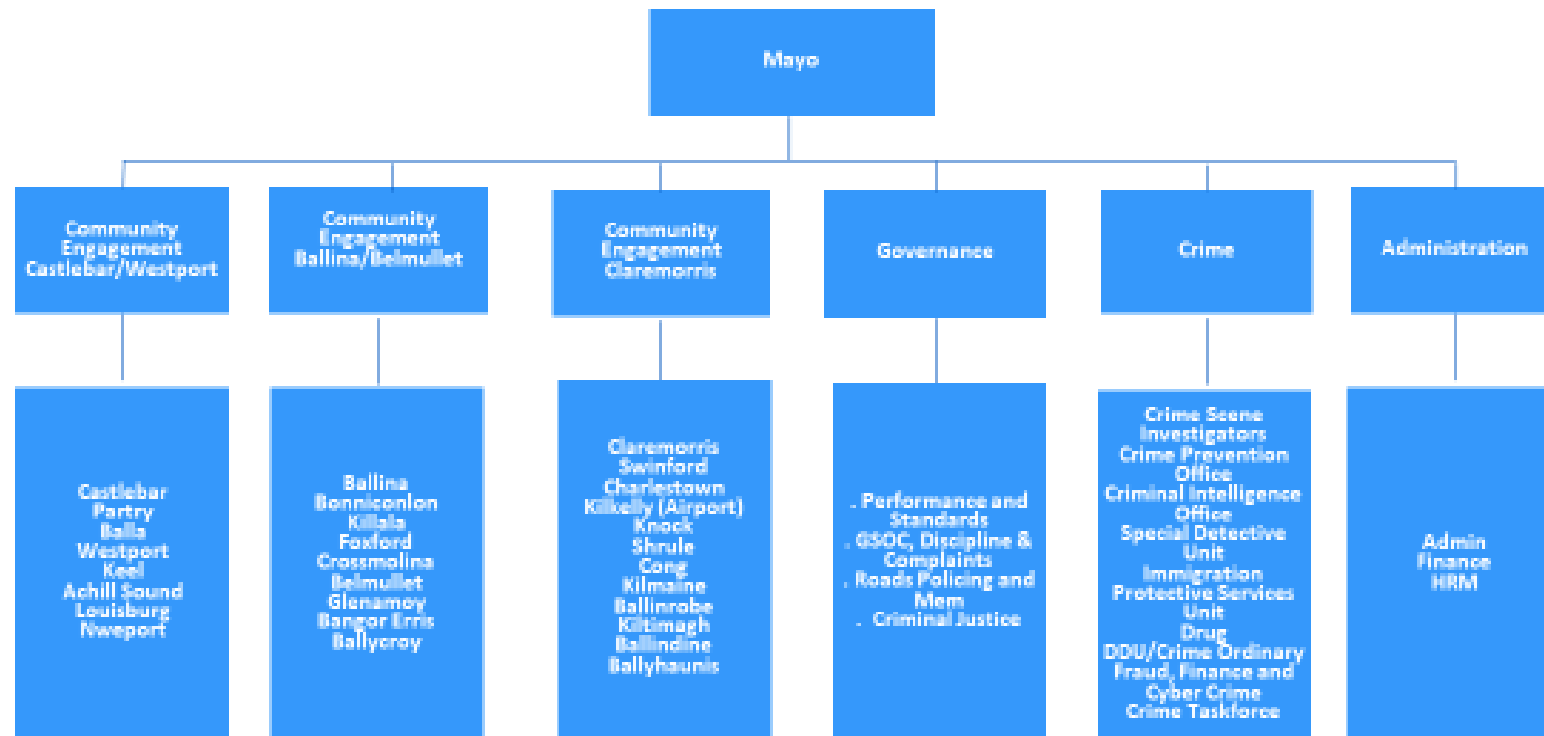 Mayo
Community
Engagement
Castlebar/Westport
Community
Engagement
Ballina/Belmullet
Community
Engagement
Claremorris
Governance
Crime
Administration
Castlebar
Partry
Balla
Westport
Keel
Achill Sound
Louisburg
Nweport
Ballina
Bonniconlon
Killala
Foxford
Crossmolina
Belmullet
Glenamoy
Bangor Erris
Ballycroy
Claremorris
Swinford
Charlestown
Kilkelly (Airport)
Knock
Shrule
Cong
Kilmaine
Ballinrobe
Kiltimagh
Ballindine
Ballyhaunis
. Performance and
Standards
. GSOC, Discipline &
Complaints
. Roads Policing and
Mem
. Criminal Justice
Crime Scene
Investigators
Crime Prevention
Office
Criminal Intelligence
Office
Special Detective
Unit
Immigration
Protective Services
Unit
Drug
DDU/Crime Ordinary
Fraud, Finance and
Cyber Crime
Crime Taskforce
Admin
Finance
HRM